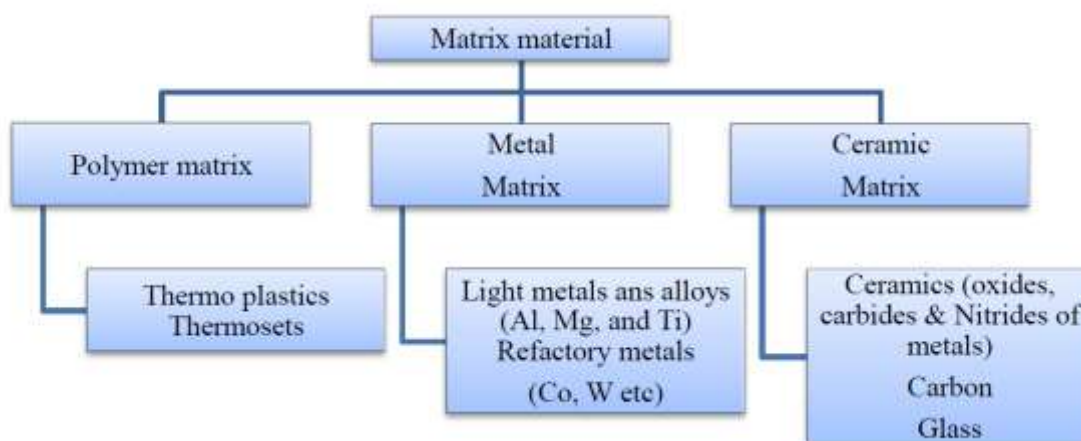 Matrix material
Polymer matrix
Metal
Matrix
Ceramic
Matrix
Thermo plastics
Thermosets
Light metals ans alloys
(Al, Mg, and Ti)
Refactory metals
(Co, W etc)
Ceramics (oxides,
carbides & Nitrides of
metals)
Carbon
Glass